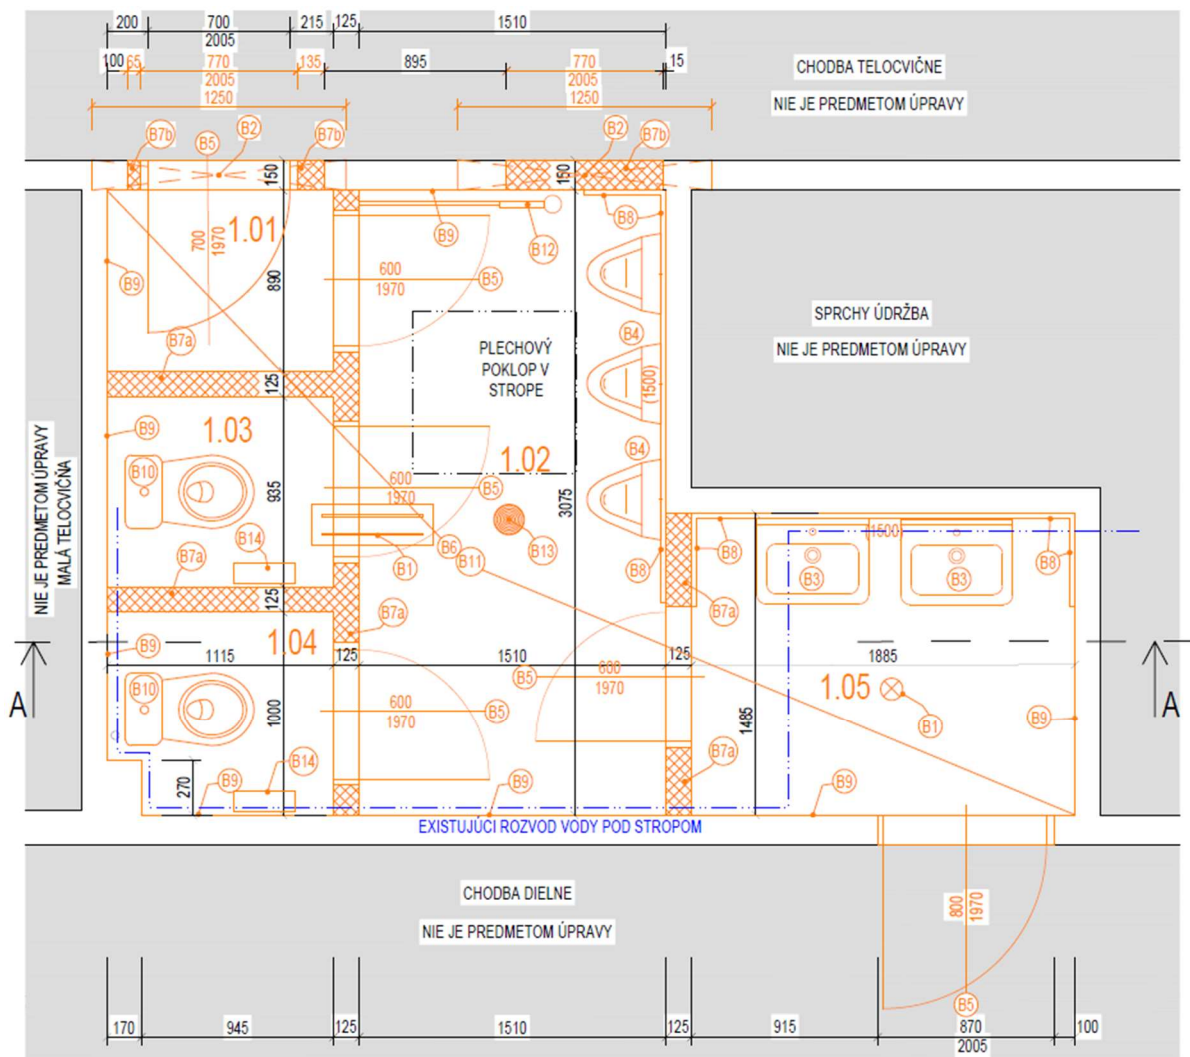 200 700 215 125 1510
2005
100 65 770 135 895 770 15
2005 2005
1250 1250
CHODBA TELOCVIČNE
NIE JE PREDMETOM ÚPRAVY
B7b B5 B2 B7b B2 B7b
150 150
1.01
700
1970
890
B9
B9
B12
B8
600
1970
B5
B7a
125
PLECHOVÝ
POKLOP V
STROPE
B4
(1500)
B4
SPRCHY ÚDRŽBA
NIE JE PREDMETOM ÚPRAVY
NIE JE PREDMETOM ÚPRAVY
MALÁ TELOCVIČŇA
1.03
B9
B10
935
1.02
600
1970
B5
3075
B14
B1
B6
B11
B13
B8
B8
(1500)
B3
B3
B8
B7a
125
B7a
B7a
1.04
B9
1115 125 1510 125 1885
A
A
B10
1000
600
1970
B5
B5
600
1970
1.05
B1
B9
1485
B7a
270
B9
B14
B9
B9
EXISTUJÚCI ROZVOD VODY POD STROPOM
CHODBA DIELNE
NIE JE PREDMETOM ÚPRAVY
800
1970
B5
170 945 125 1510 125 915 870 100
2005